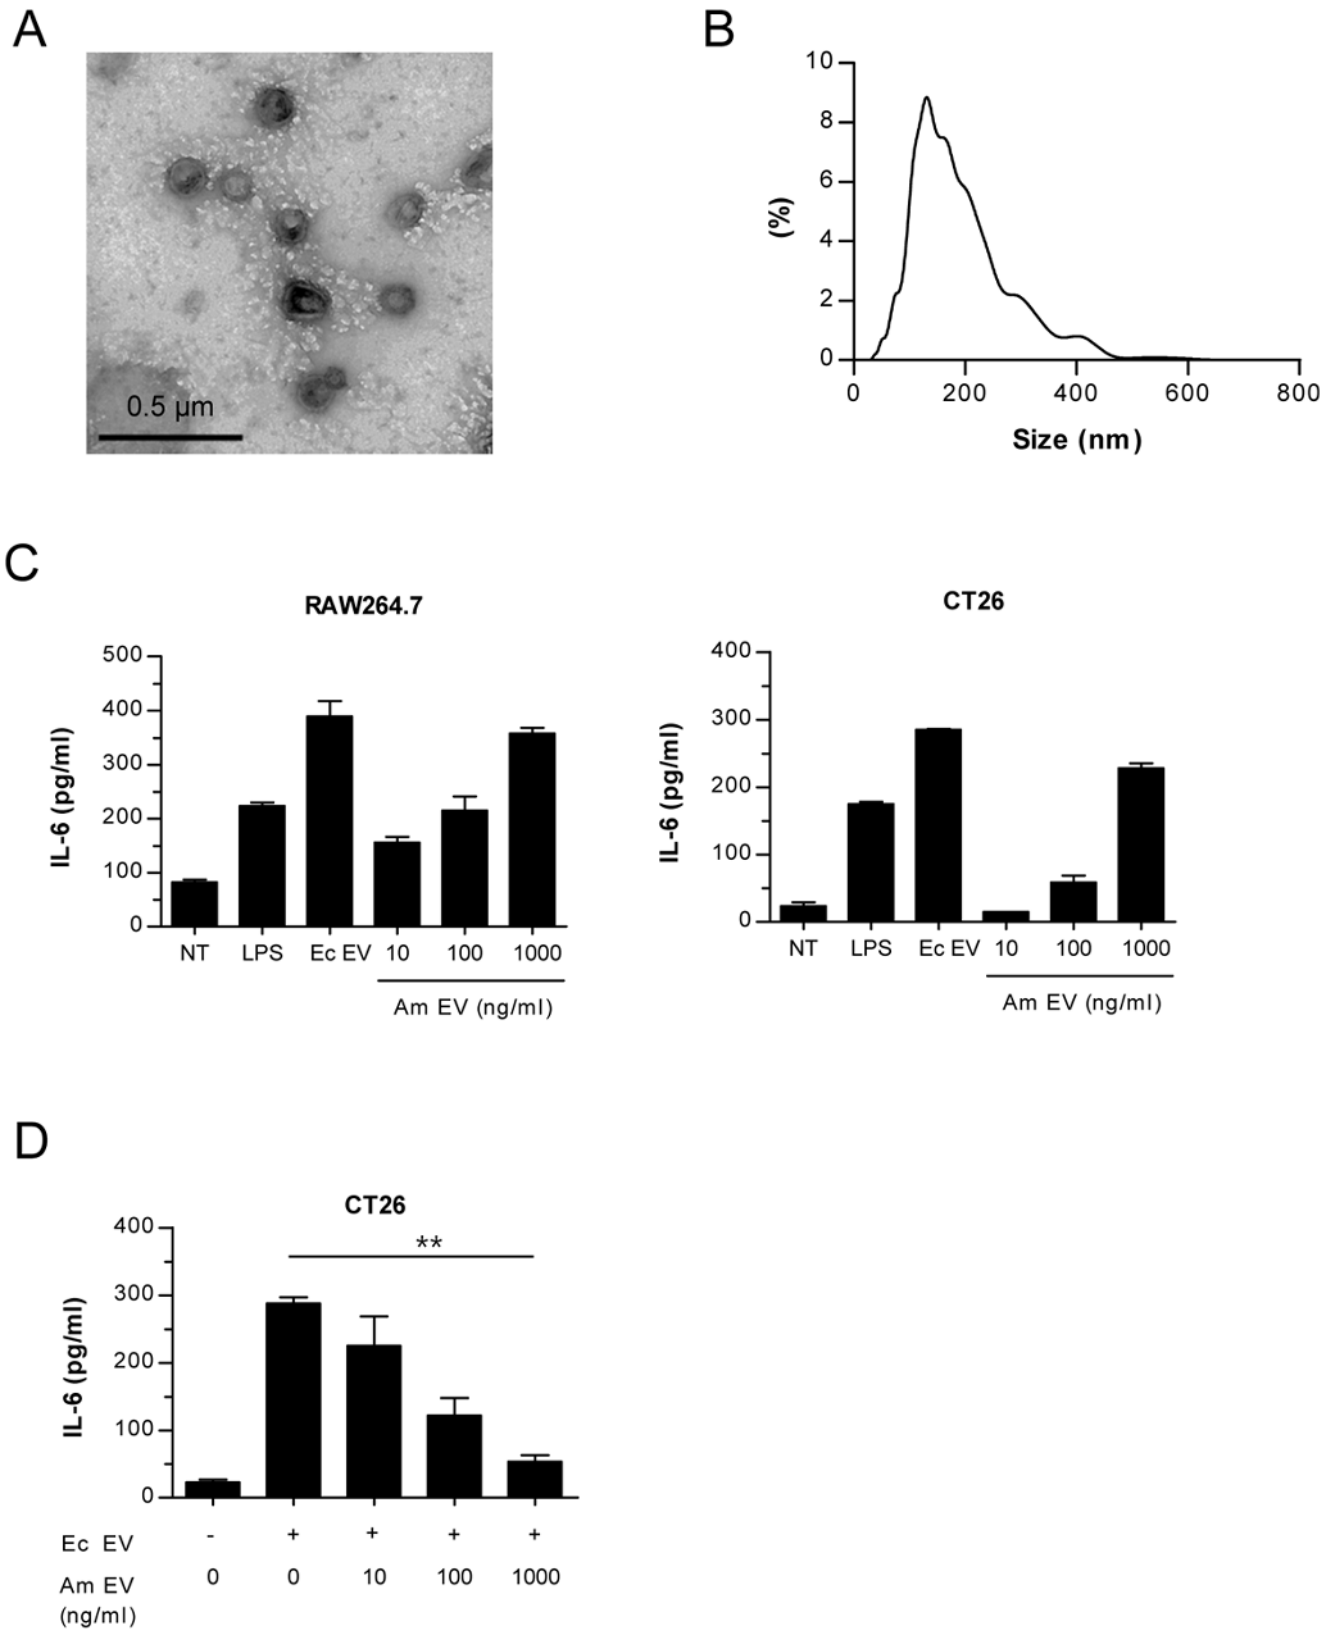 A
0.5 µm
B
10
8
6
4
2
0
(%)
0 200 400 600 800
Size (nm)
C
RAW264.7
500
400
300
200
100
0
IL-6 (pg/ml)
NT LPS Ec EV 10 100 1000
Am EV (ng/ml)
CT26
400
300
200
100
0
IL-6 (pg/ml)
NT LPS Ec EV 10 100 1000
Am EV (ng/ml)
D
CT26
**
400
300
200
100
0
IL-6 (pg/ml)
Ec EV - + + + +
Am EV 0 0 10 100 1000
(ng/ml)